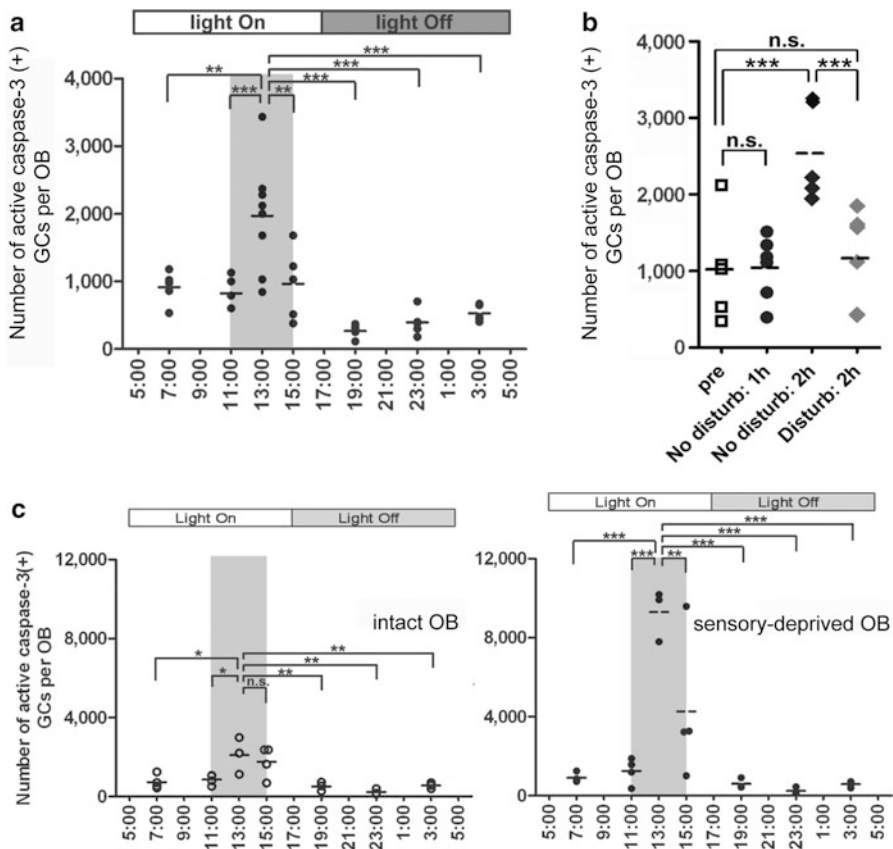 a
light On light Off
Number of active caspase-3 (+)
GCs per OB
4,000
3,000
2,000
1,000
0
** *** ** *** *** ***
5:00 7:00 9:00 11:00 13:00 15:00 17:00 19:00 23:00 1:00 3:00 5:00
b
Number of active caspase-3 (+)
GCs per OB
4,000
3,000
2,000
1,000
0
n.s.
*** ***
n.s.
pre
No disturb: 1h
No disturb: 2h
Disturb: 2h
c
Light On Light Off
Number of active caspase-3(+)
GCs per OB
12,000
8,000
4,000
0
intact OB
* * n.s. ** ** **
5:00 7:00 9:00 11:00 13:00 15:00 17:00 19:00 23:00 1:00 3:00 5:00
Light On Light Off
12,000
8,000
4,000
0
sensory-deprived OB
*** *** ** *** *** ***
5:00 7:00 9:00 11:00 13:00 15:00 17:00 19:00 23:00 1:00 3:00 5:00